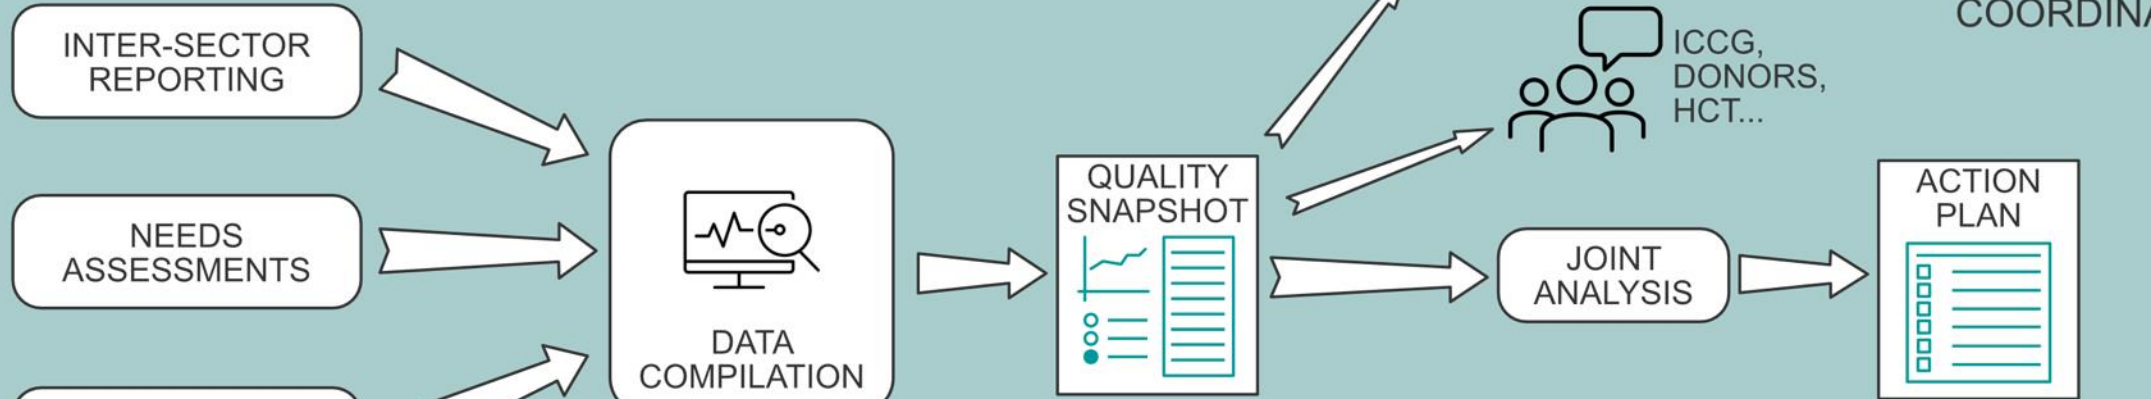 INTER-SECTOR
REPORTING
NEEDS
ASSESSMENTS
DATA
COMPILATION
QUALITY
SNAPSHOT
ICCG,
DONORS,
HCT...
JOINT
ANALYSIS
ACTION
PLAN